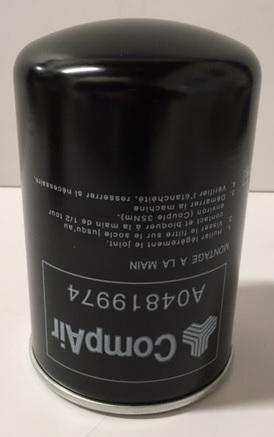 CompAir
A04819974
MONTAGE A LA MAIN
1. Huiler légèrement le joint.
2. Visser le filtre sur le socle jusqu'au
contact et bloquer à la main de 1/2 tour
environ (Couple 35Nm).
3. Démarrer la machine
4. Vérifier l'étanchéité, resserrer si nécessaire.